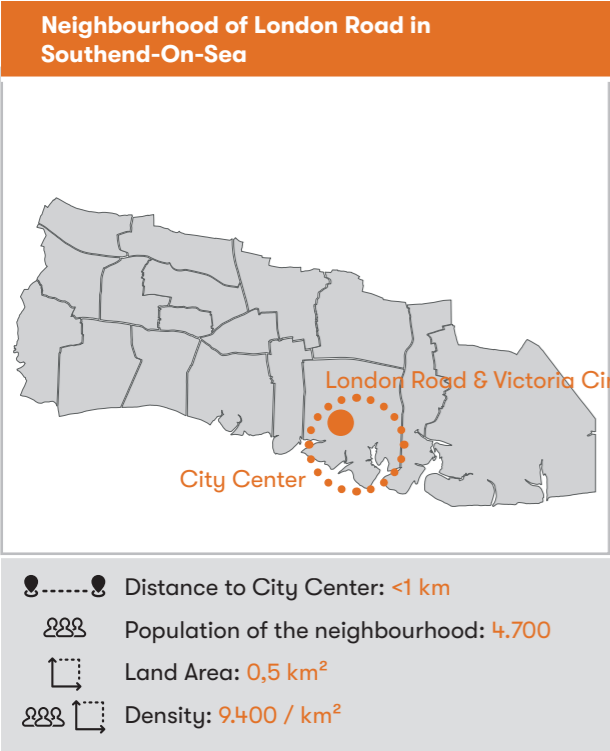 Neighbourhood of London Road in
Southend-On-Sea
London Road & Victoria Cir
City Center
Distance to City Center: <1 km
Population of the neighbourhood: 4.700
Land Area: 0,5 km²
Density: 9.400 / km²